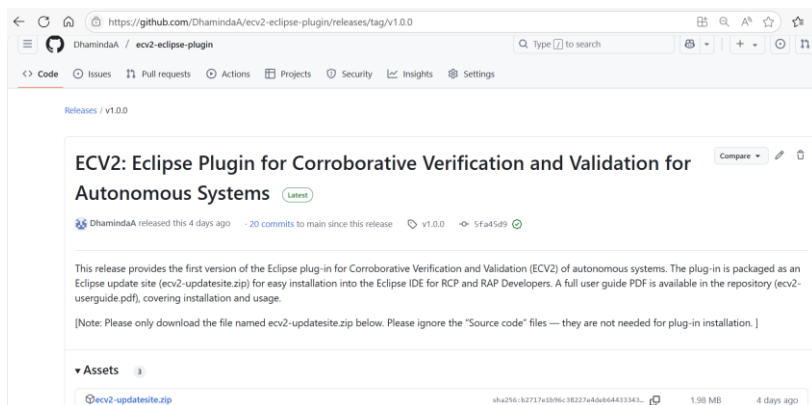 https://github.com/DhamindaA/ecv2-eclipse-plugin/releases/tag/v1.0.0
DhamindaA / ecv2-eclipse-plugin
Type / to search
Code Issues Pull requests Actions Projects Security Insights Settings
Releases / v1.0.0
ECV2: Eclipse Plugin for Corroborative Verification and Validation for
Autonomous Systems Latest
Compare
DhamindaA released this 4 days ago · 20 commits to main since this release v1.0.0 5fa45d9
This release provides the first version of the Eclipse plug-in for Corroborative Verification and Validation (ECV2) of autonomous systems. The plug-in is packaged as an
Eclipse update site (ecv2-updatesite.zip) for easy installation into the Eclipse IDE for RCP and RAP Developers. A full user guide PDF is available in the repository (ecv2-
userguide.pdf), covering installation and usage.
[Note: Please only download the file named ecv2-updatesite.zip below. Please ignore the "Source code" files — they are not needed for plug-in installation. ]
Assets 3
ecv2-updatesite.zip 1.98 MB 4 days ago